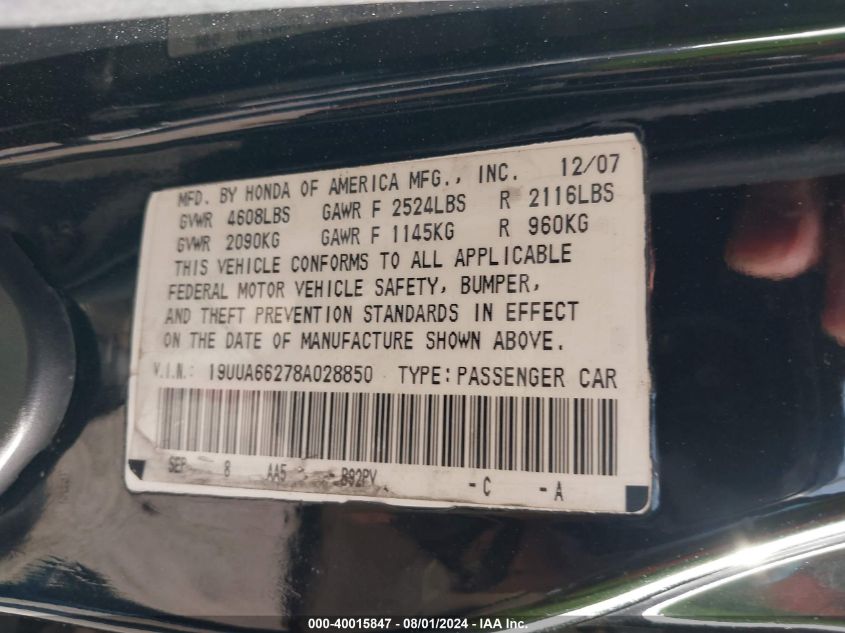 MFD. BY HONDA OF AMERICA MFG., INC. 12/07
GVWR 4608LBS GAWR F 2524LBS R 2116LBS
GVWR 2090KG GAWR F 1145KG R 960KG
THIS VEHICLE CONFORMS TO ALL APPLICABLE
FEDERAL MOTOR VEHICLE SAFETY, BUMPER,
AND THEFT PREVENTION STANDARDS IN EFFECT
ON THE DATE OF MANUFACTURE SHOWN ABOVE.
V.I.N.: 19UUA66278A028850 TYPE: PASSENGER CAR
SEP 8 AA5 - B92PV - C - A
000-40015847 - 08/01/2024 - IAA Inc.